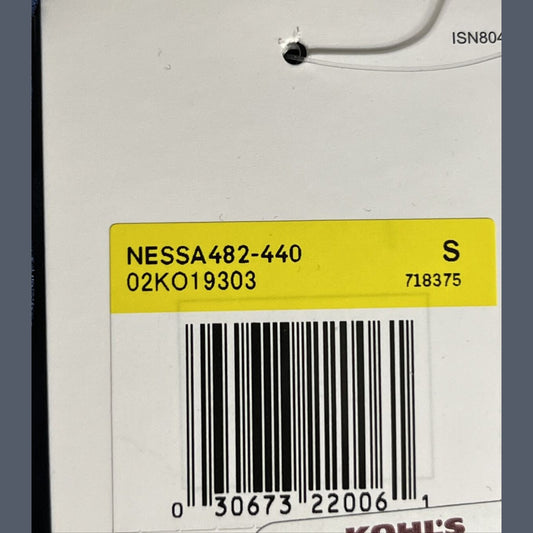 ISN804
NESSA482-440 S
02KO19303 718375
0 30673 22006 1
KOHL'S